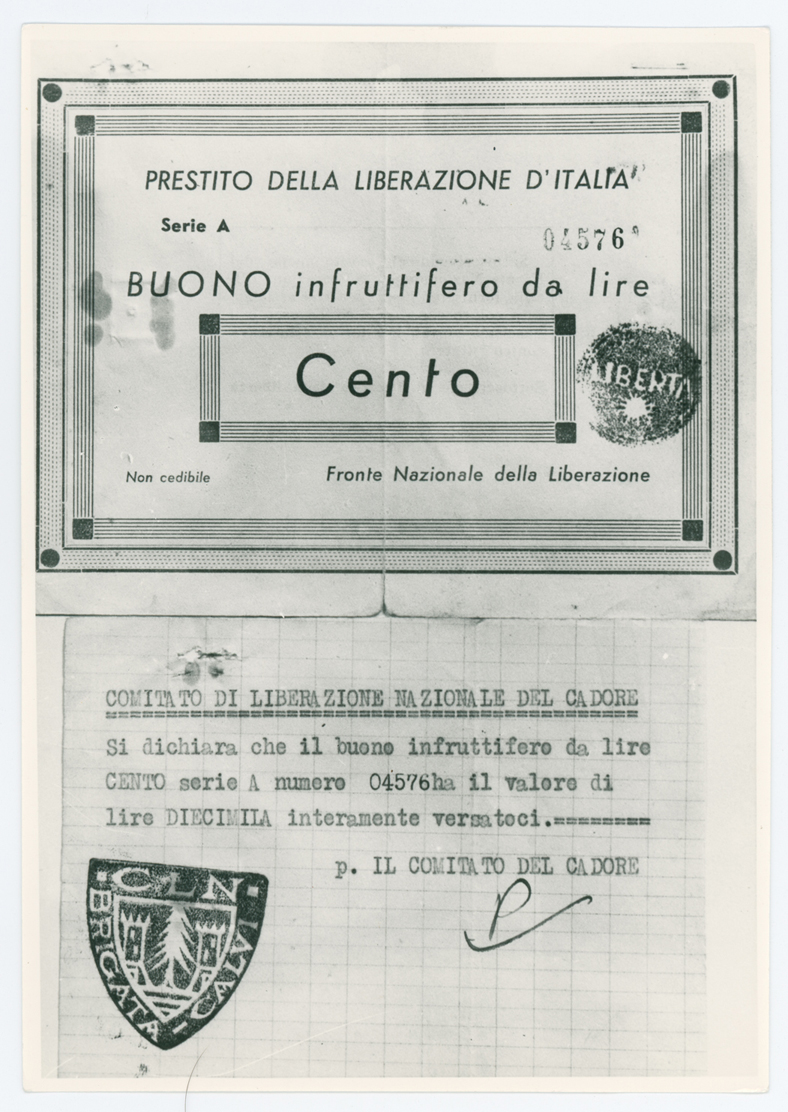 PRESTITO DELLA LIBERAZIONE D'ITALIA
Serie A
04576
BUONO infruttifero da lire
Cento
LIBERTA
Non cedibile
Fronte Nazionale della Liberazione
COMITATO DI LIBERAZIONE NAZIONALE DEL CADORE
Si dichiara che il buono infruttifero da lire
CENTO serie A numero 04576ha il valore di
lire DIECIMILA interamente versatoci.=========
p. IL COMITATO DEL CADORE
CLN
BRIGATA